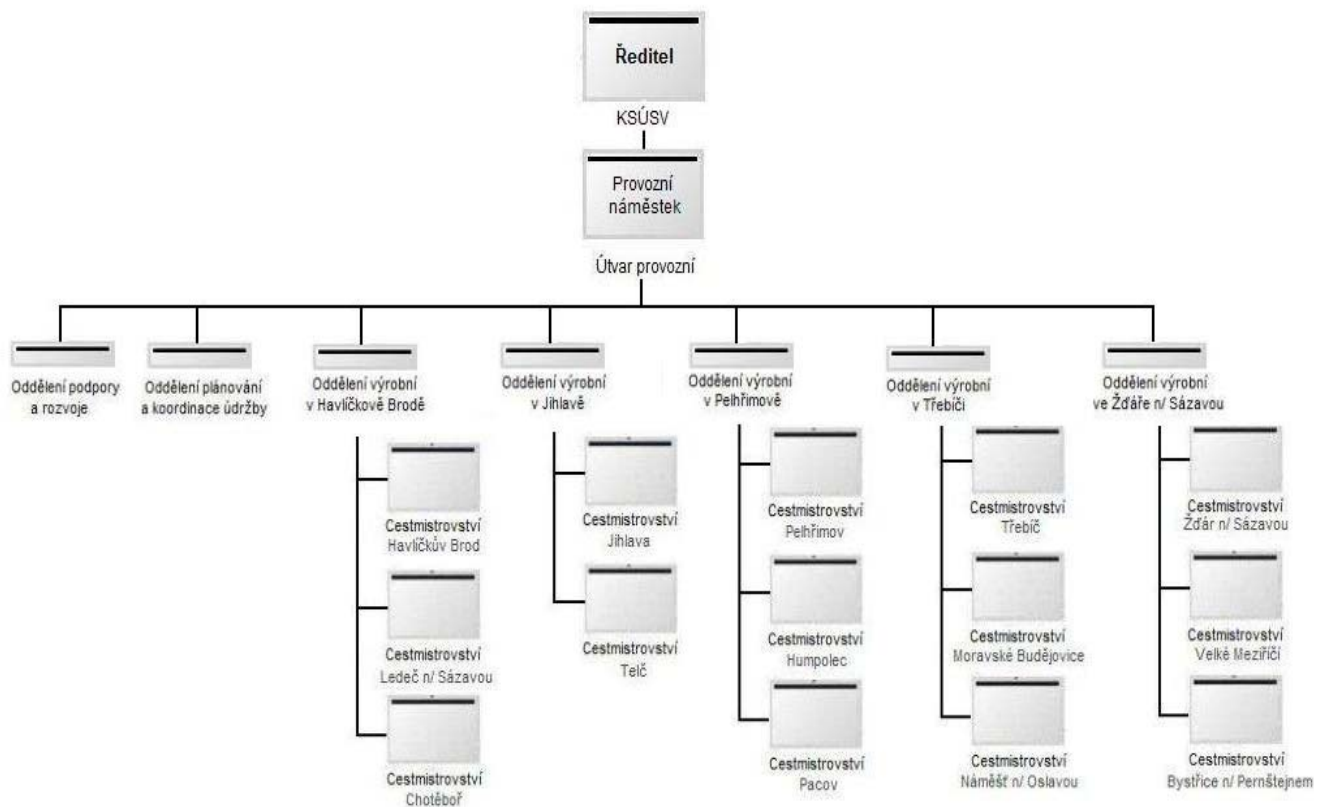 Ředitel
KSÚSV
Provozní
náměstek
Útvar provozní
Oddělení podpory
a rozvoje
Oddělení plánování
a koordinace údržby
Oddělení výrobní
v Havlíčkově Brodě
Oddělení výrobní
v Jihlavě
Oddělení výrobní
v Pelhřimově
Oddělení výrobní
v Třebíči
Oddělení výrobní
ve Žďáře n/ Sázavou
Cestmistrovství
Havlíčkův Brod
Cestmistrovství
Ledeč n/ Sázavou
Cestmistrovství
Chotěboř
Cestmistrovství
Jihlava
Cestmistrovství
Telč
Cestmistrovství
Pelhřimov
Cestmistrovství
Humpolec
Cestmistrovství
Pacov
Cestmistrovství
Třebíč
Cestmistrovství
Moravské Budějovice
Cestmistrovství
Náměšť n/ Oslavou
Cestmistrovství
Žďár n/ Sázavou
Cestmistrovství
Velké Meziříčí
Cestmistrovství
Bystřice n/ Pernštejnem